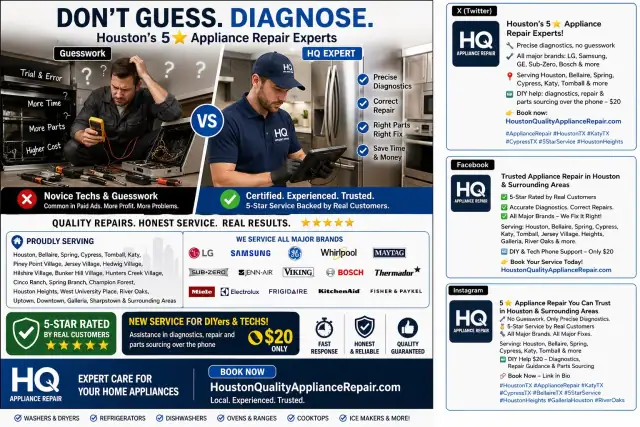 DON'T GUESS. DIAGNOSE.
Houston's 5 ⭐ Appliance Repair Experts
Guesswork
HQ EXPERT
Trial & Error
More Time
More Parts
Higher Cost
? ? ? ?
VS
HQ
HQ
APPLIANCE REPAIR
Precise
Diagnostics
Correct
Repair
Right Parts
Right Fix
Save Time
& Money
Novice Techs & Guesswork
Common in Paid Ads. More Profit. More Problems.
Certified. Experienced. Trusted.
5-Star Service Backed by Real Customers.
QUALITY REPAIRS. HONEST SERVICE. REAL RESULTS. ★★★★★
PROUDLY SERVING
Houston, Bellaire, Spring, Cypress, Tomball, Katy,
Piney Point Village, Jersey Village, Hedwig Village,
Hillshire Village, Bunker Hill Village, Hunters Creek Village,
Cinco Ranch, Spring Branch, Champion Forest,
Houston Heights, West University Place, River Oaks,
Uptown, Downtown, Galleria, Sharpstown & Surrounding Areas
WE SERVICE ALL MAJOR BRANDS
LG SAMSUNG GE Whirlpool MAYTAG
SUB-ZERO JENN-AIR VIKING BOSCH Thermador
Miele Electrolux FRIGIDAIRE KitchenAid FISHER & PAYKEL
5-STAR RATED
BY REAL CUSTOMERS
★★★★★
NEW SERVICE FOR DIYers & TECHS!
Assistance in diagnostics, repair and
parts sourcing over the phone
$20
ONLY
FAST
RESPONSE
HONEST
& RELIABLE
QUALITY
GUARANTEED
HQ
APPLIANCE REPAIR
EXPERT CARE FOR
YOUR HOME APPLIANCES
BOOK NOW
HoustonQualityApplianceRepair.com
Local. Experienced. Trusted.
WASHERS & DRYERS
REFRIGERATORS
DISHWASHERS
OVENS & RANGES
COOKTOPS
ICE MAKERS & MORE!
X (Twitter)
HQ
APPLIANCE REPAIR
Houston's 5 ⭐ Appliance
Repair Experts!
🔧 Precise diagnostics, no guesswork
✔ All major brands: LG, Samsung,
GE, Sub-Zero, Bosch & more
📍 Serving Houston, Bellaire, Spring,
Cypress, Katy, Tomball & more
DIY help: diagnostics, repair &
parts sourcing over the phone - $20
👉 Book now:
HoustonQualityApplianceRepair.com
#ApplianceRepair #HoustonTX #KatyTX
#CypressTX #5StarService #HoustonHeights
Facebook
HQ
APPLIANCE REPAIR
Trusted Appliance Repair in Houston
& Surrounding Areas
✅ 5-Star Rated by Real Customers
✅ Accurate Diagnostics. Correct Repairs.
✅ All Major Brands – We Fix It Right!
Serving: Houston, Bellaire, Spring, Cypress,
Katy, Tomball, Jersey Village, Heights,
Galleria, River Oaks & more.
DIY & Tech Phone Support – Only $20
👉 Book Your Service Today!
HoustonQualityApplianceRepair.com
Instagram
HQ
APPLIANCE REPAIR
5 ⭐ Appliance Repair You Can Trust
in Houston & Surrounding Areas
No Guesswork. Only Precise Diagnostics.
5-Star Service by Real Customers
All Major Brands. All Major Fixes.
Serving: Houston, Bellaire, Spring,
Cypress, Katy, Tomball & more
DIY Help $20 – Diagnostics,
Repair Guidance & Parts Sourcing
Book Now – Link in Bio
#HoustonTX #ApplianceRepair #KatyTX
#CypressTX #BellaireTX #5StarService
#HoustonHeights #GalleriaHouston #RiverOaks